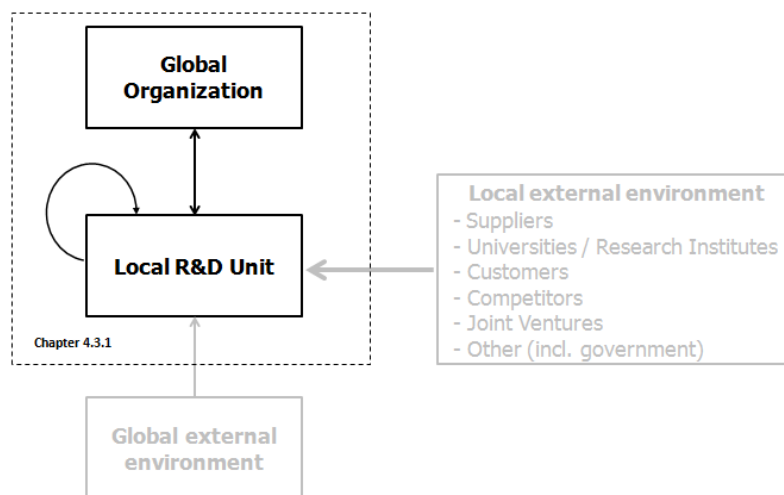 Global
Organization
Local R&D Unit
Chapter 4.3.1
Local external environment
- Suppliers
- Universities / Research Institutes
- Customers
- Competitors
- Joint Ventures
- Other (incl. government)
Global external
environment